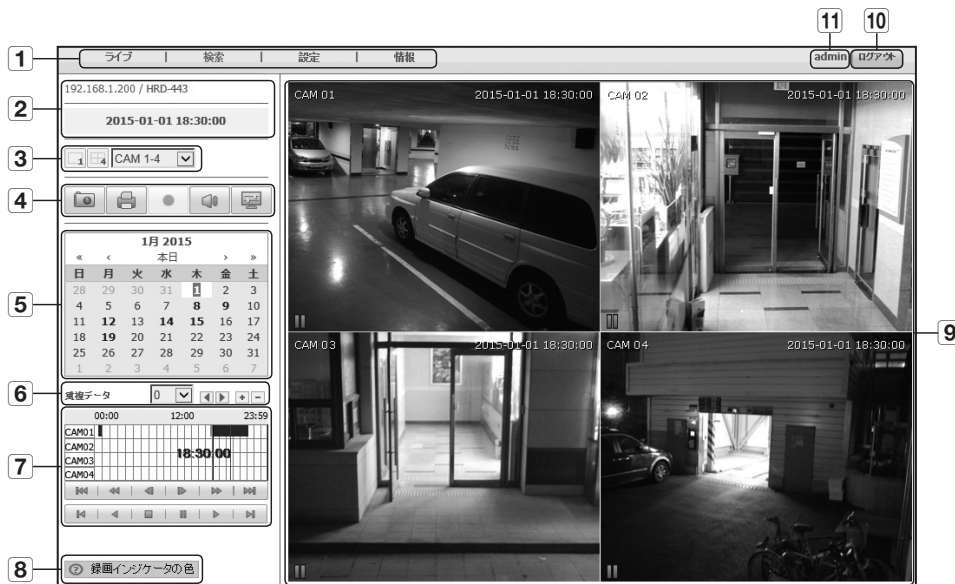 11 10
1 ライブ | 検索 | 設定 | 情報 admin ログアウト
2 192.168.1.200 / HRD-443
2015-01-01 18:30:00
3 1 4 CAM 1-4
4
5 1月 2015
« ‹ 本日 › »
日 月 火 水 木 金 土
28 29 30 31 1 2 3
4 5 6 7 8 9 10
11 12 13 14 15 16 17
18 19 20 21 22 23 24
25 26 27 28 29 30 31
1 2 3 4 5 6 7
6 重複データ 0
7 00:00 12:00 23:59
CAM01
CAM02
18:30:00
CAM03
CAM04
8 録画インジケータの色
CAM 01 2015-01-01 18:30:00
CAM 02 2015-01-01 18:30:00
9
CAM 03 2015-01-01 18:30:00
CAM 04 2015-01-01 18:30:00